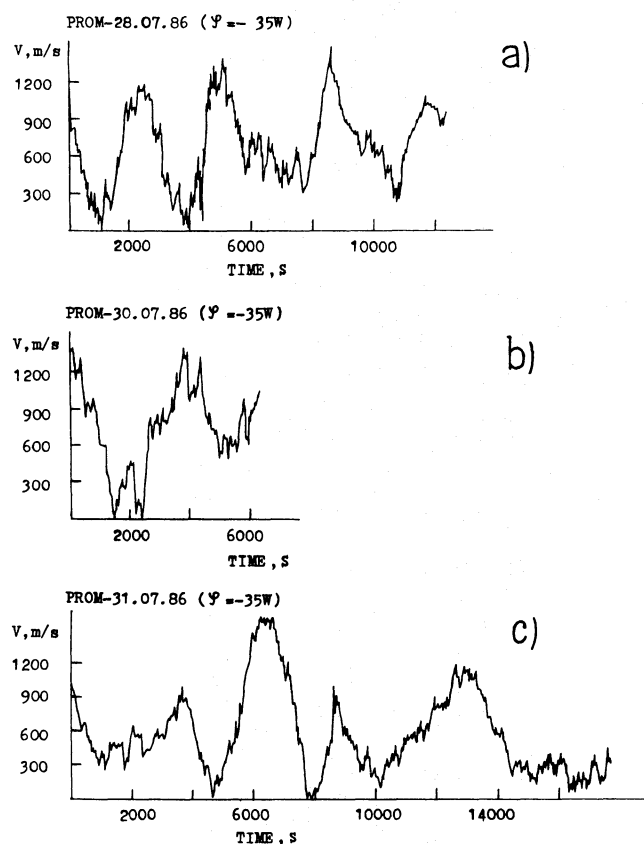 PROM-28.07.86 (φ=- 35W)
a)
V,m/s
1200
900
600
300
2000 6000 10000
TIME,S
PROM-30.07.86 (φ=-35W)
b)
V,m/s
1200
900
600
300
2000 6000
TIME,S
PROM-31.07.86 (φ=-35W)
c)
V,m/s
1200
900
600
300
2000 6000 10000 14000
TIME,S